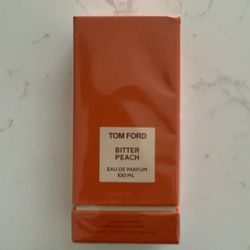 TOM FORD
BITTER
PEACH
EAU DE PARFUM
100 ML